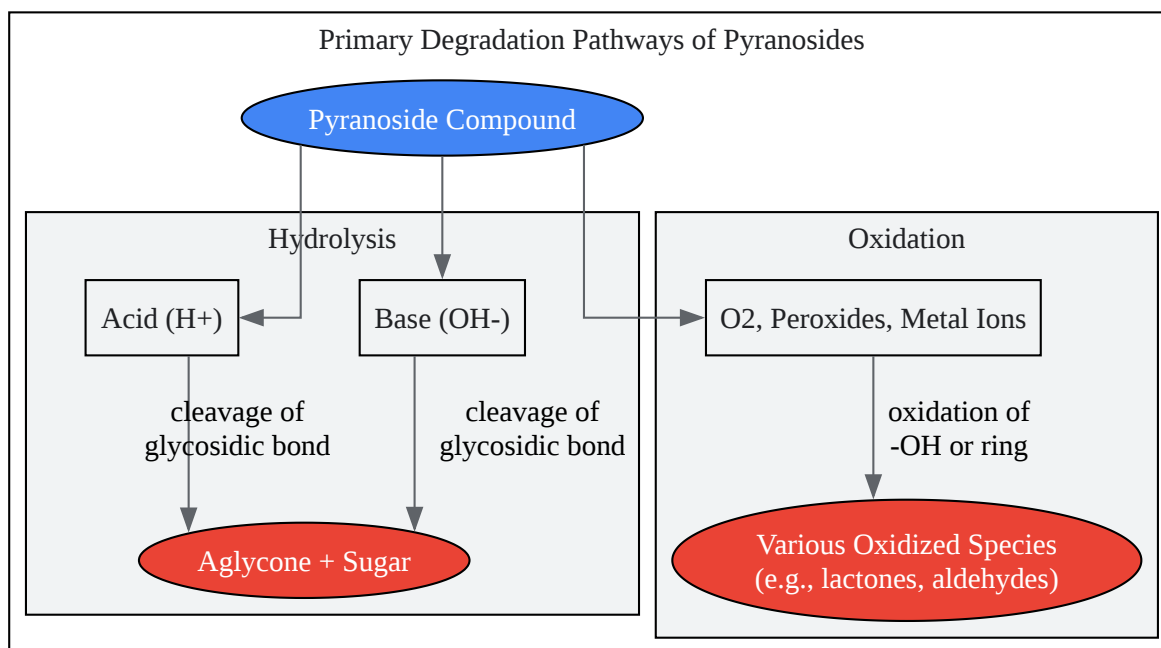 Primary Degradation Pathways of Pyranosides
Pyranoside Compound
Hydrolysis
Oxidation
Acid (H+)
Base (OH-)
O2, Peroxides, Metal Ions
cleavage of
glycosidic bond
cleavage of
glycosidic bond
oxidation of
-OH or ring
Aglycone + Sugar
Various Oxidized Species
(e.g., lactones, aldehydes)